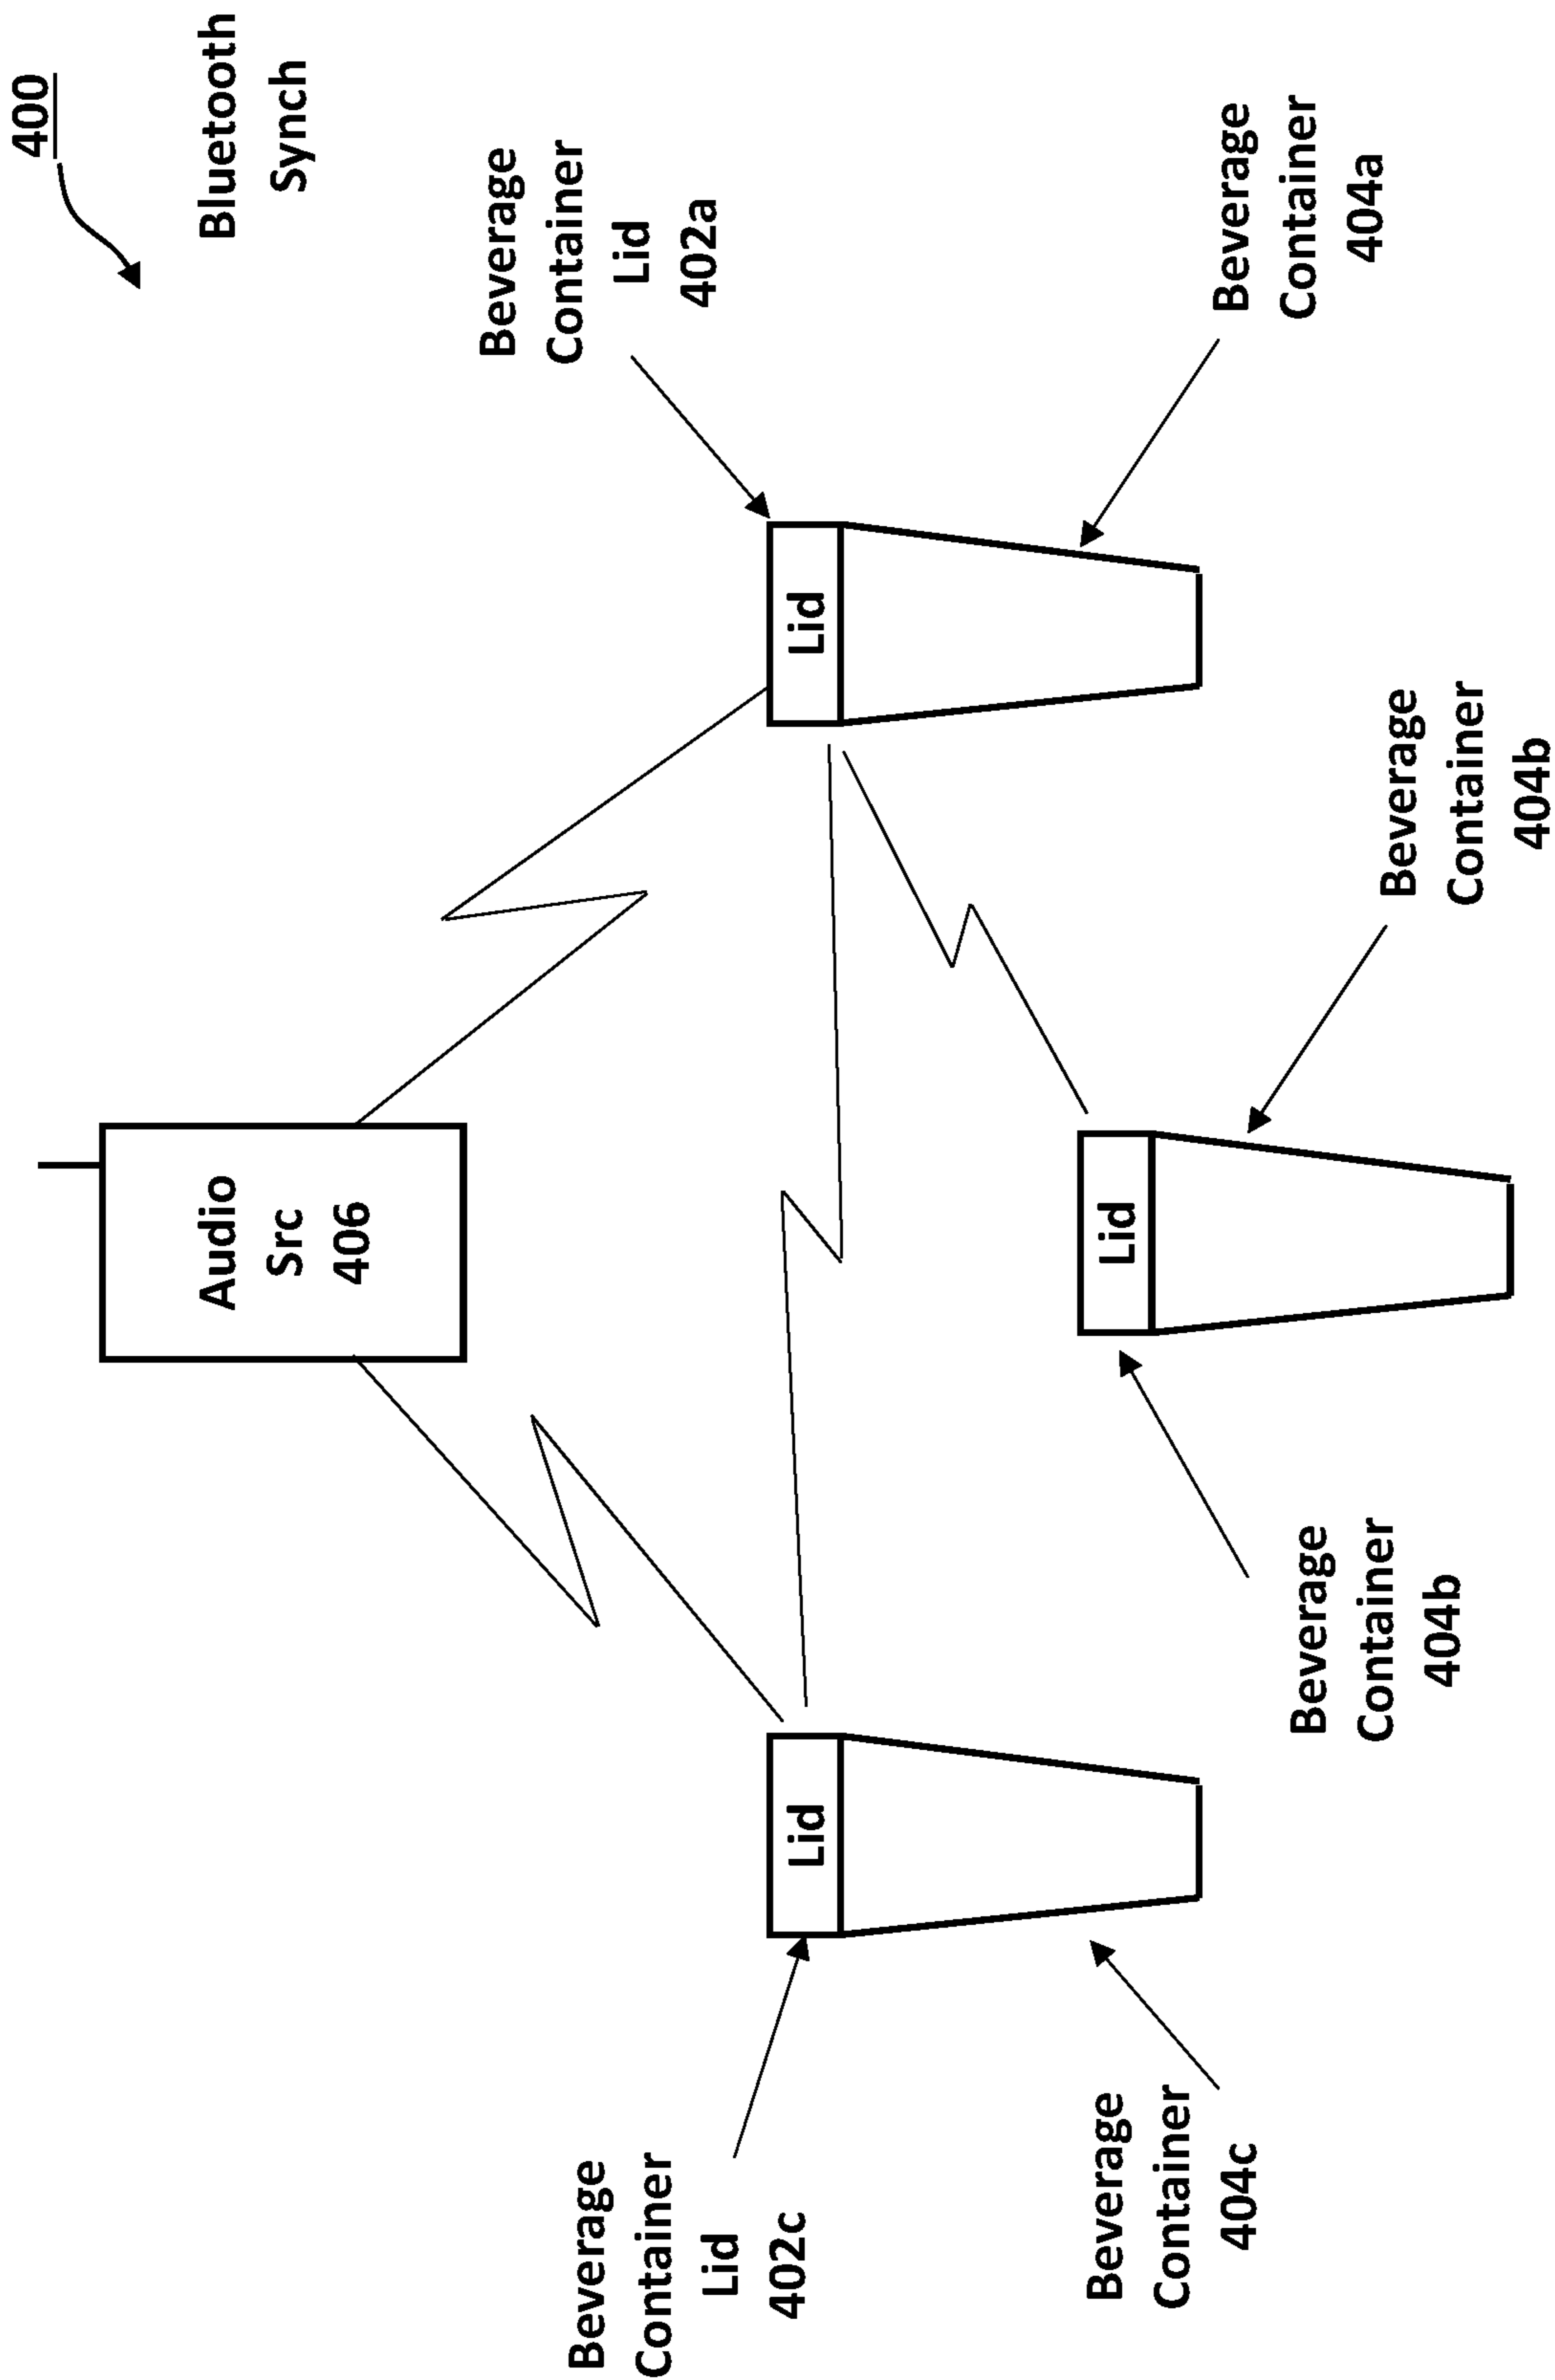 400
Bluetooth
Synch
Audio
Src
406
Beverage
Container
Lid
402c
Beverage
Container
Lid
402a
Lid
Lid
Lid
Beverage
Container
404c
Beverage
Container
404b
Beverage
Container
404b
Beverage
Container
404a